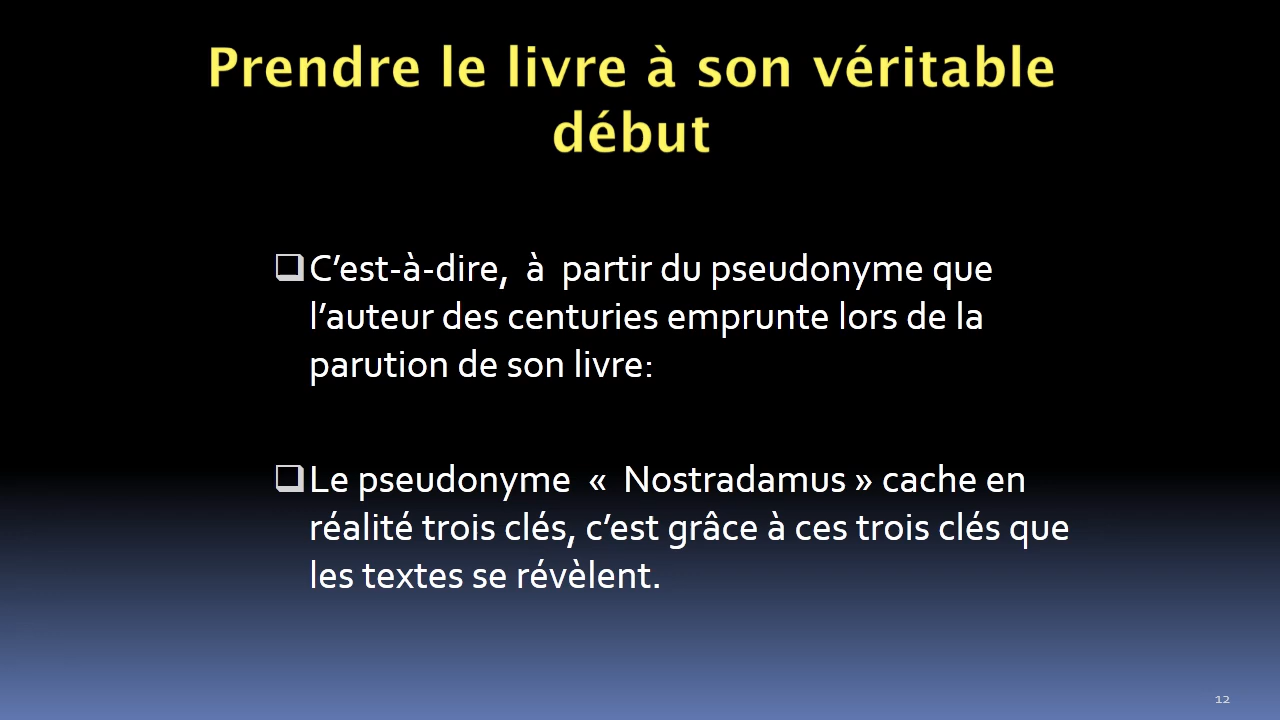 Prendre le livre à son véritable
début
C’est-à-dire, à partir du pseudonyme que
l’auteur des centuries emprunte lors de la
parution de son livre:
Le pseudonyme « Nostradamus » cache en
réalité trois clés, c’est grâce à ces trois clés que
les textes se révèlent.
12